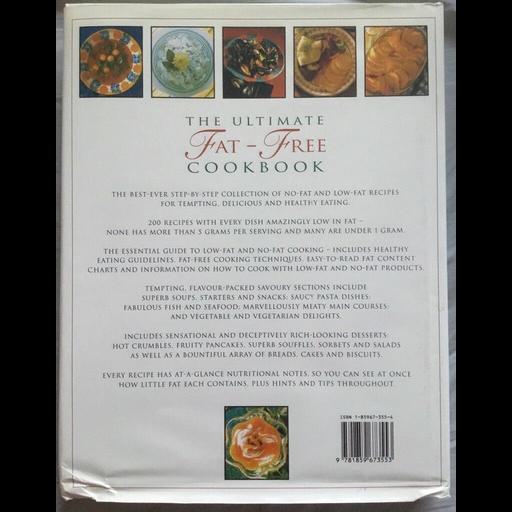 THE ULTIMATE
FAT – FREE
COOKBOOK
THE BEST-EVER STEP-BY-STEP COLLECTION OF NO-FAT AND LOW-FAT RECIPES
FOR TEMPTING, DELICIOUS AND HEALTHY EATING.
200 RECIPES WITH EVERY DISH AMAZINGLY LOW IN FAT –
NONE HAS MORE THAN 5 GRAMS PER SERVING AND MANY ARE UNDER 1 GRAM.
THE ESSENTIAL GUIDE TO LOW-FAT AND NO-FAT COOKING – INCLUDES HEALTHY
EATING GUIDELINES, FAT-FREE COOKING TECHNIQUES, EASY-TO-READ FAT CONTENT
CHARTS AND INFORMATION ON HOW TO COOK WITH LOW-FAT AND NO-FAT PRODUCTS.
TEMPTING, FLAVOUR-PACKED SAVOURY SECTIONS INCLUDE
SUPERB SOUPS, STARTERS AND SNACKS; SAUCY PASTA DISHES;
FABULOUS FISH AND SEAFOOD; MARVELLOUSLY MEATY MAIN COURSES;
AND VEGETABLE AND VEGETARIAN DELIGHTS.
INCLUDES SENSATIONAL AND DECEPTIVELY RICH-LOOKING DESSERTS:
HOT CRUMBLES, FRUITY PANCAKES, SUPERB SOUFFLES, SORBETS AND SALADS
AS WELL AS A BOUNTIFUL ARRAY OF BREADS, CAKES AND BISCUITS.
EVERY RECIPE HAS AT-A-GLANCE NUTRITIONAL NOTES, SO YOU CAN SEE AT ONCE
HOW LITTLE FAT EACH CONTAINS, PLUS HINTS AND TIPS THROUGHOUT.
ISBN 1-85967-355-4
9 781859 673553